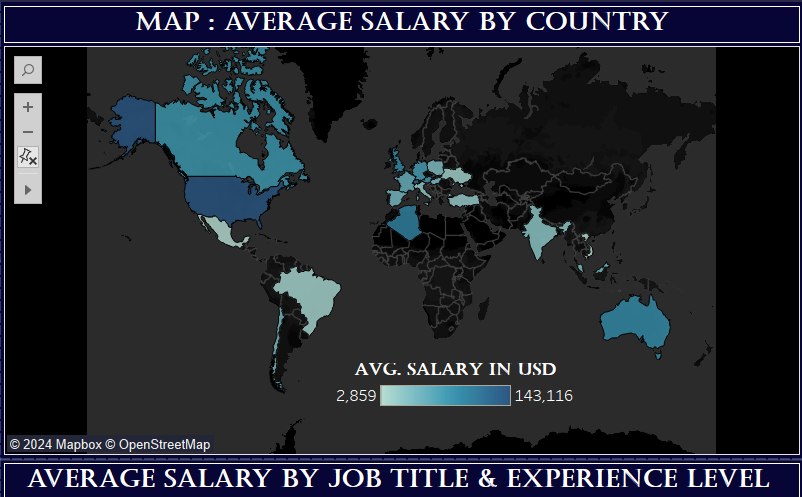 MAP : AVERAGE SALARY BY COUNTRY
AVG. SALARY IN USD
2,859 143,116
© 2024 Mapbox © OpenStreetMap
AVERAGE SALARY BY JOB TITLE & EXPERIENCE LEVEL